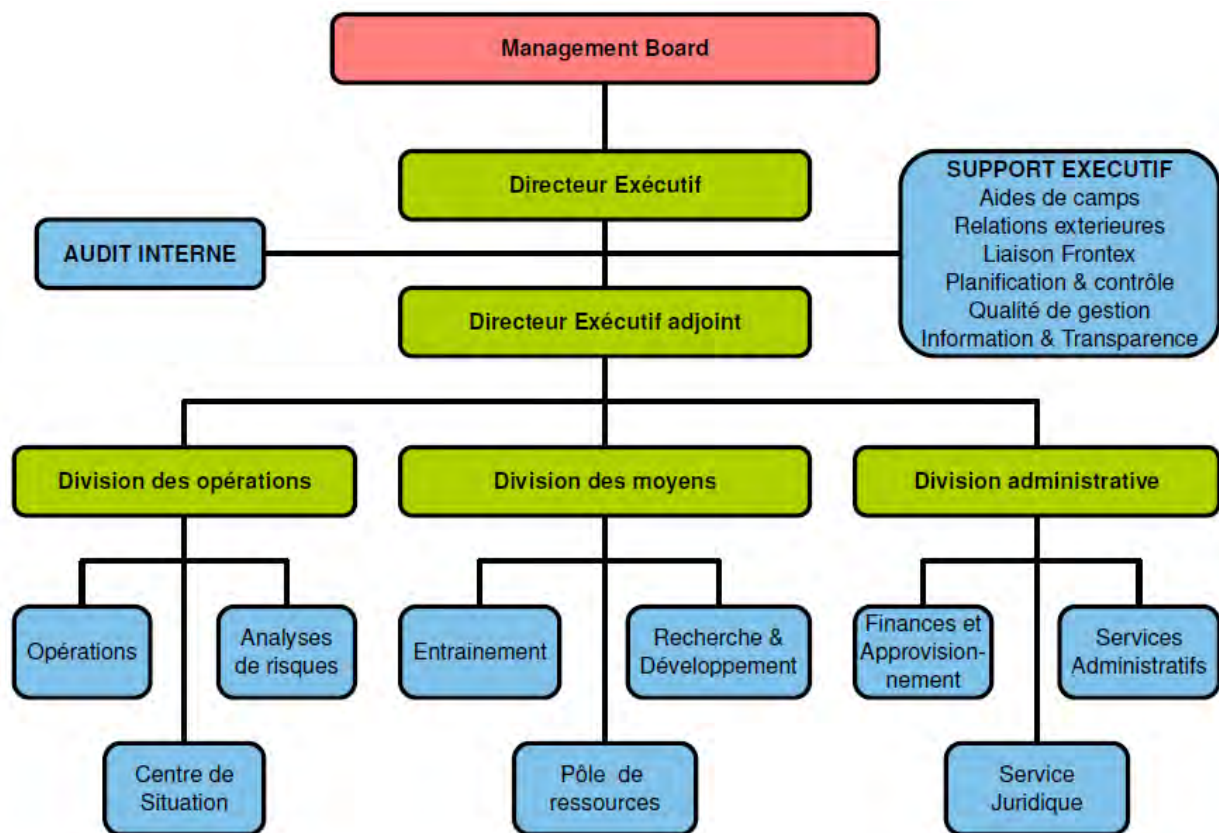 Management Board
Directeur Exécutif
SUPPORT EXECUTIF
Aides de camps
Relations exterieures
Liaison Frontex
Planification & contrôle
Qualité de gestion
Information & Transparence
AUDIT INTERNE
Directeur Exécutif adjoint
Division des opérations
Division des moyens
Division administrative
Opérations
Analyses
de risques
Entrainement
Recherche &
Développement
Finances et
Approvision-
nement
Services
Administratifs
Centre de
Situation
Pôle de
ressources
Service
Juridique